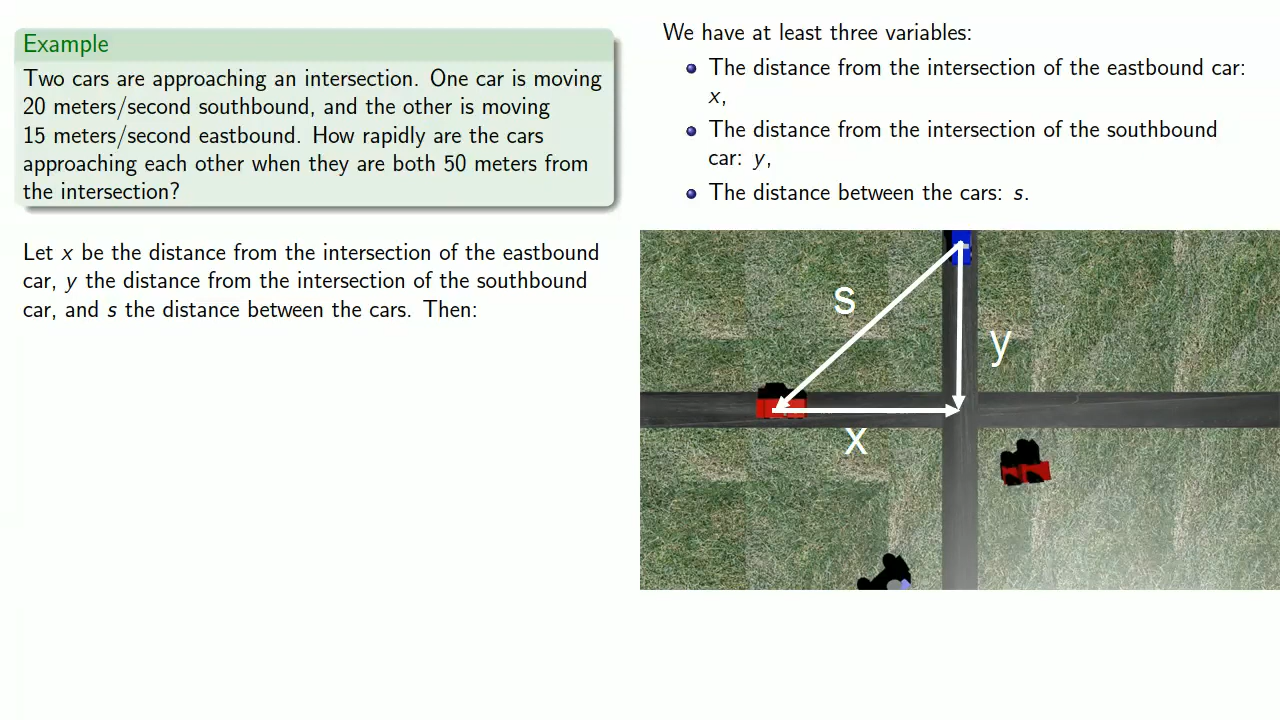 Example
Two cars are approaching an intersection. One car is moving
20 meters/second southbound, and the other is moving
15 meters/second eastbound. How rapidly are the cars
approaching each other when they are both 50 meters from
the intersection?
Let x be the distance from the intersection of the eastbound
car, y the distance from the intersection of the southbound
car, and s the distance between the cars. Then:
We have at least three variables:
The distance from the intersection of the eastbound car:
x,
The distance from the intersection of the southbound
car: y,
The distance between the cars: s.
s
y
x